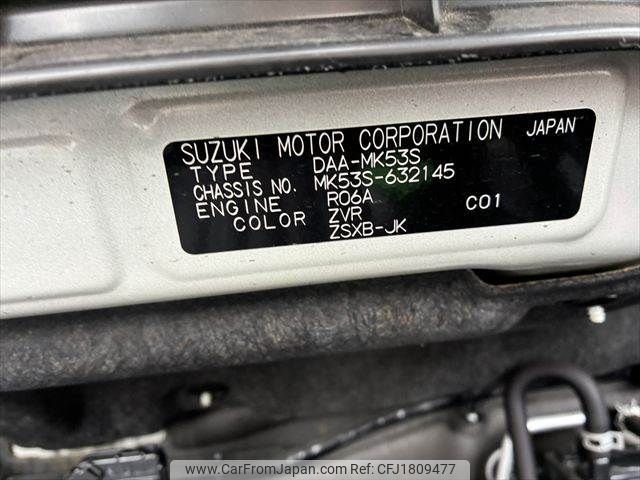 SUZUKI MOTOR CORPORATION JAPAN
TYPE DAA-MK53S
CHASSIS NO. MK53S-632145
ENGINE R06A
COLOR ZVR C01
ZSXB-JK
www.CarFromJapan.com Ref No. CFJ1809477